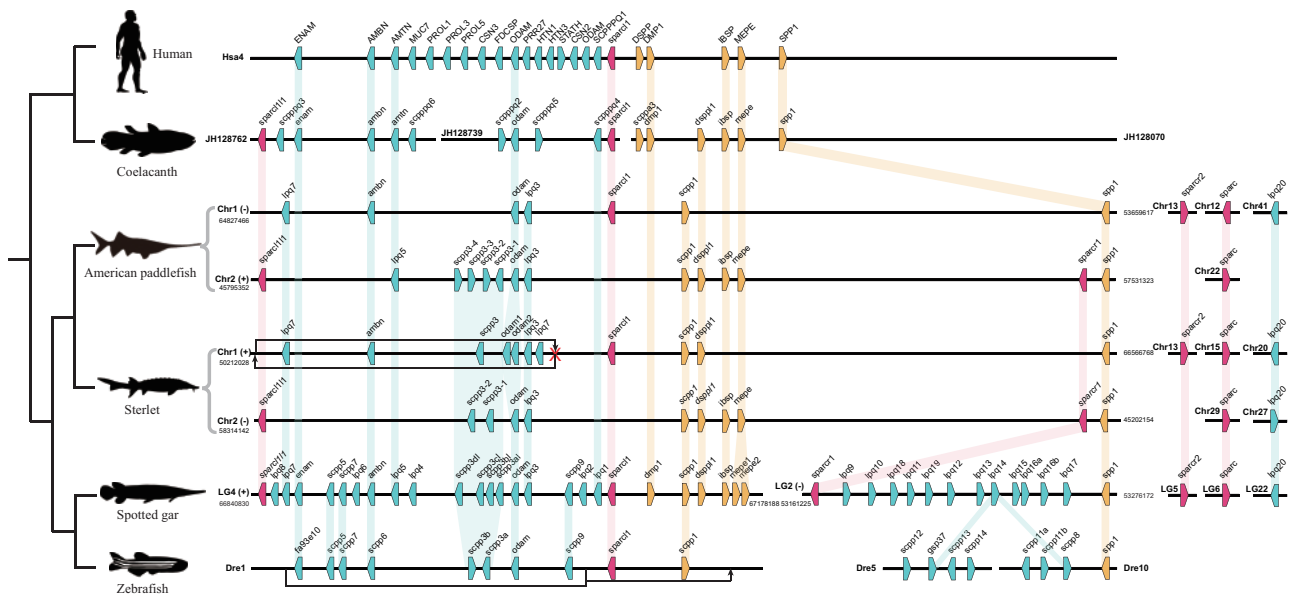 Human
Hsa4
ENAM AMBN AMTN MUC7 PROL1 PROL3 PROL5 CSN3 FDCSP ODAM PRR27 HTN1 HTN3 STATH CSN2 ODAM SCPPPQ1 sparcl1 DSPP DMP1 IBSP MEPE SPP1
Coelacanth
JH128762
sparcl1l1 scpppq3 enam ambn amtn scpppq6
JH128739
scpppq2 odam scpppq5 scpppq4 sparcl1 scppa3 dmp1 dsppl1 ibsp mepe spp1
JH128070
American paddlefish
Chr1 (-)
64827466
lpq7 ambn odam lpq3 sparcl1 scpp1 spp1
53659617
Chr13 sparcr2 Chr12 sparc Chr41 lpq20
Chr2 (+)
45795352
sparcl1l1 lpq5 scpp3-4 scpp3-3 scpp3-2 scpp3-1 odam lpq3 scpp1 dsppl1 ibsp mepe sparcr1 spp1
57531323
Chr22 sparc
Sterlet
Chr1 (+)
50212028
lpq7 ambn scpp3 odam1 odam2 lpq3 lpq7 sparcl1 scpp1 dsppl1 spp1
66566768
Chr13 sparcr2 Chr15 sparc Chr20 lpq20
Chr2 (-)
58314142
sparcl1l1 scpp3-2 scpp3-1 odam lpq3 scpp1 dsppl1 ibsp mepe sparcr1 spp1
45202154
Chr29 sparc Chr27 lpq20
Spotted gar
LG4 (+)
66840830
sparcl1l1 lpq8 lpq7 enam scpp5 scpp7 lpq6 ambn lpq5 lpq4 scpp3dl scpp3cl scpp3bl scpp3al odam lpq3 scpp9 lpq2 lpq1 sparcl1 dmp1 scpp1 dsppl1 ibsp mepe1 mepe2
67178188
LG2 (-)
53161225
sparcr1 lpq9 lpq10 lpq18 lpq11 lpq19 lpq12 lpq13 lpq14 lpq15 lpq16a lpq16b lpq17 spp1
53276172
LG5 sparcr2 LG6 sparc LG22 lpq20
Zebrafish
Dre1
fa93e10 scpp5 scpp7 scpp6 scpp3b scpp3a odam scpp9 sparcl1 scpp1
Dre5
scpp12 gsp37 scpp13 scpp14 scpp11a scpp11b scpp8 spp1
Dre10